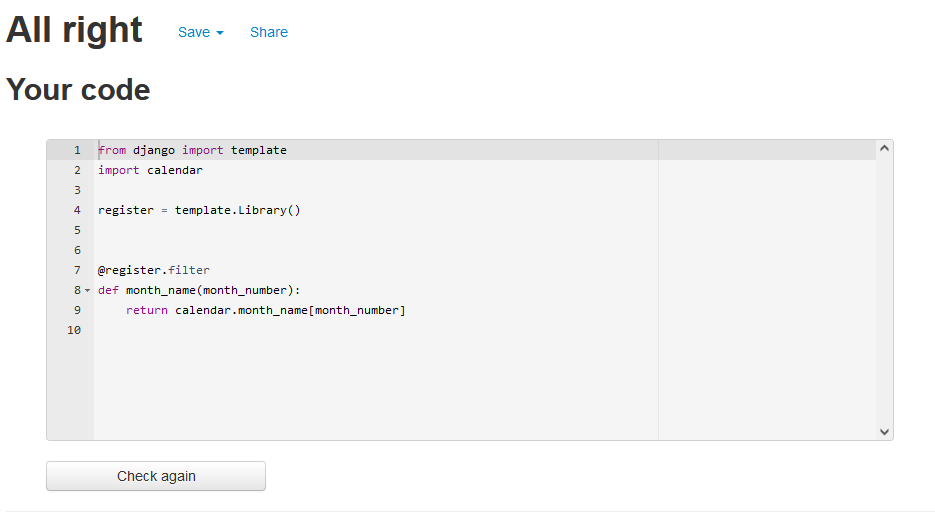 All right Save Share
Your code
1 from django import template
2 import calendar
3
4 register = template.Library()
5
6
7 @register.filter
8 def month_name(month_number):
9     return calendar.month_name[month_number]
10
Check again